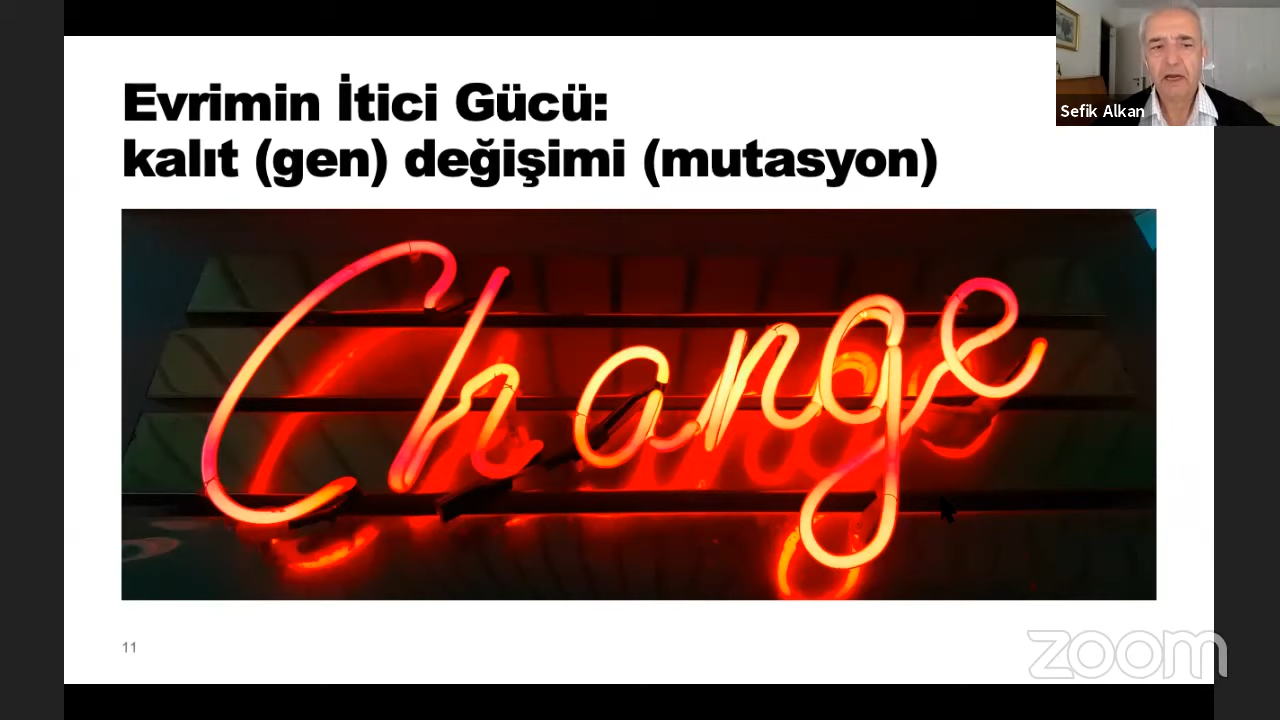 Evrimin İtici Gücü:
kalıt (gen) değişimi (mutasyon)
Sefik Alkan
Change
11
zoom